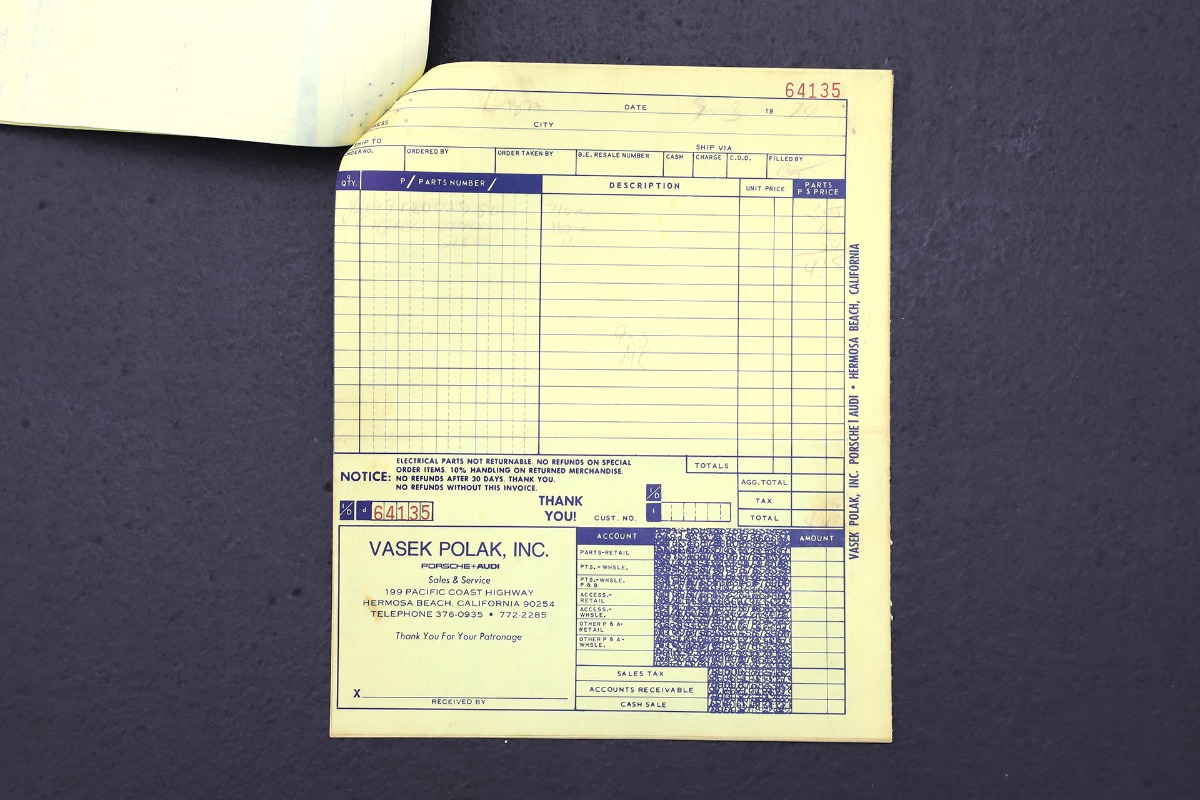 64135
DATE 9 3 19
CITY
SHIP TO SHIP VIA
ORDER NO. ORDERED BY ORDER TAKEN BY B.E. RESALE NUMBER CASH CHARGE C.O.D. FILLED BY
Q QTY. P / PARTS NUMBER / DESCRIPTION UNIT PRICE PARTS P $ PRICE
9-3
VASEK POLAK, INC. PORSCHE | AUDI • HERMOSA BEACH, CALIFORNIA
TOTALS
AGG. TOTAL
TAX
TOTAL
NOTICE: ELECTRICAL PARTS NOT RETURNABLE. NO REFUNDS ON SPECIAL
ORDER ITEMS. 10% HANDLING ON RETURNED MERCHANDISE.
NO REFUNDS AFTER 30 DAYS. THANK YOU.
NO REFUNDS WITHOUT THIS INVOICE.
I/D d 64135
THANK
YOU!
CUST. NO. I/D
VASEK POLAK, INC.
PORSCHE+AUDI
Sales & Service
199 PACIFIC COAST HIGHWAY
HERMOSA BEACH, CALIFORNIA 90254
TELEPHONE 376-0935 • 772-2285
Thank You For Your Patronage
X
RECEIVED BY
ACCOUNT AMOUNT
PARTS-RETAIL
PTS.-WHSLE.
PTS.-WHSLE.
P & B
ACCESS.-
RETAIL
ACCESS.-
WHSLE.
OTHER P & A-
RETAIL
OTHER P & A-
WHSLE.
SALES TAX
ACCOUNTS RECEIVABLE
CASH SALE